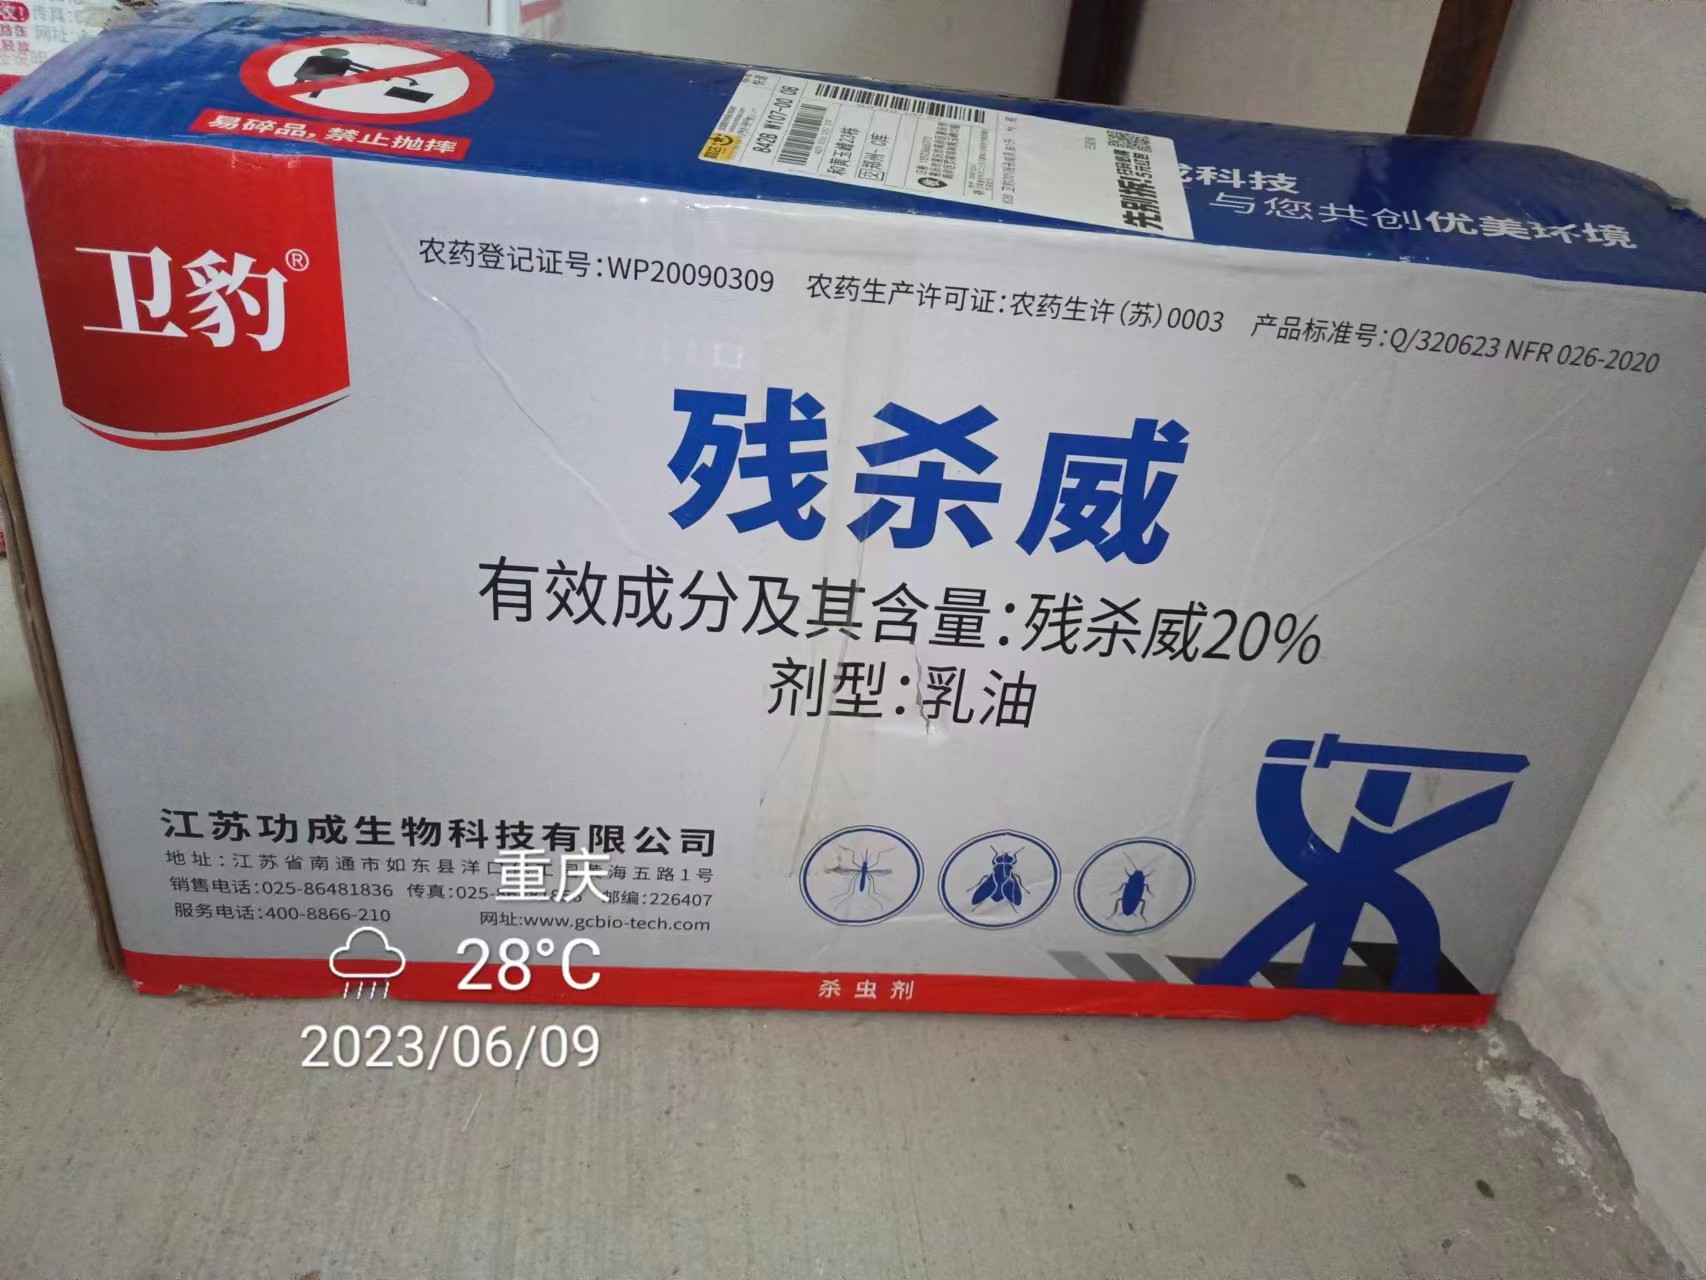 易碎品，禁止抛摔
8428 W107-00 08
科技
与您共创优美环境
卫豹®
农药登记证号：WP20090309 农药生产许可证：农药生许（苏）0003 产品标准号：Q/320623 NFR 026-2020
残杀威
有效成分及其含量：残杀威20%
剂型：乳油
江苏功成生物科技有限公司
地址：江苏省南通市如东县洋口 海五路1号
销售电话：025-86481836 传真：025- 邮编：226407
服务电话：400-8866-210 网址：www.gcbio-tech.com
杀虫剂
重庆
28°C
2023/06/09